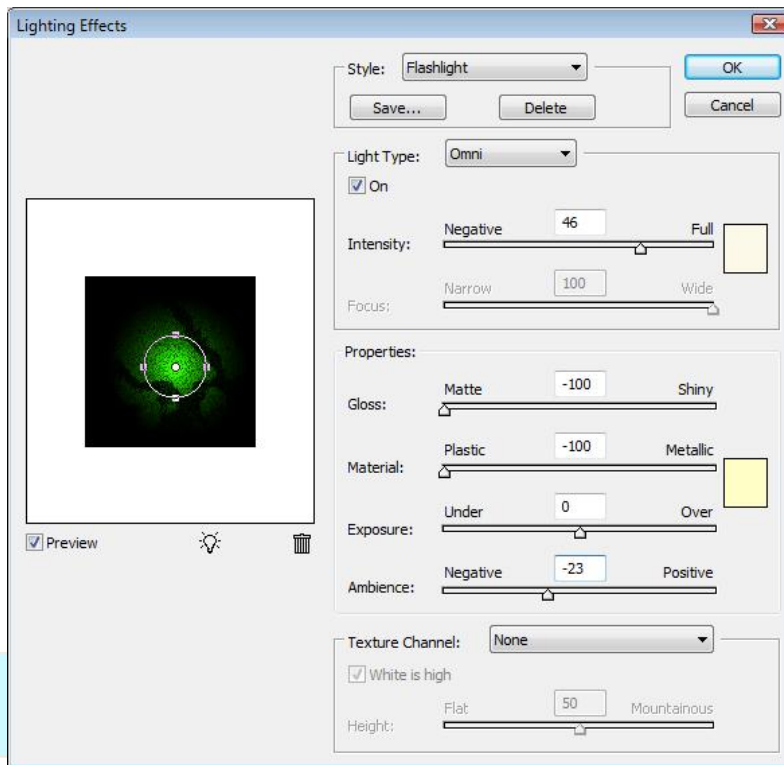 Lighting Effects
Style: Flashlight
OK
Save... Delete
Cancel
Light Type: Omni
On
Negative 46 Full
Intensity:
Narrow 100 Wide
Focus:
Properties:
Matte -100 Shiny
Gloss:
Plastic -100 Metallic
Material:
Under 0 Over
Exposure:
Negative -23 Positive
Ambience:
Preview
Texture Channel: None
White is high
Flat 50 Mountainous
Height: